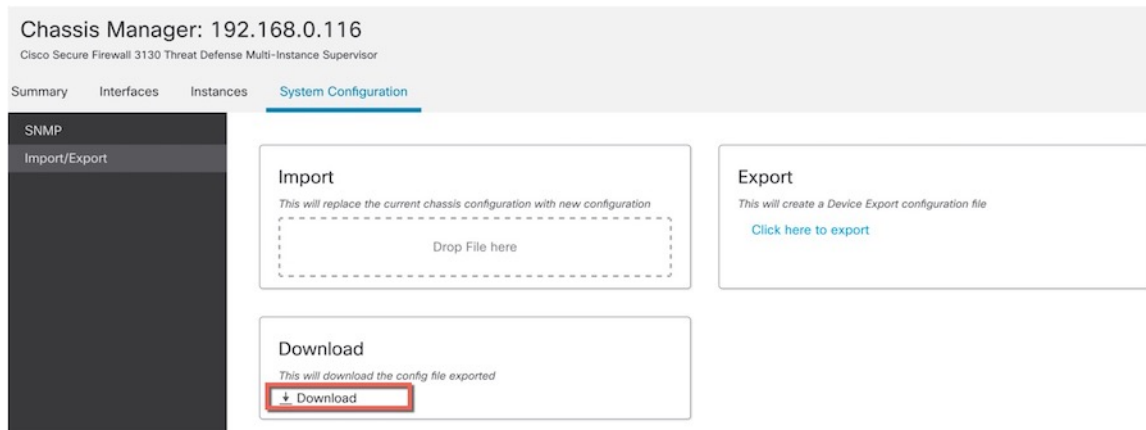 Chassis Manager: 192.168.0.116
Cisco Secure Firewall 3130 Threat Defense Multi-Instance Supervisor
Summary Interfaces Instances System Configuration
SNMP
Import/Export
Import
This will replace the current chassis configuration with new configuration
Drop File here
Export
This will create a Device Export configuration file
Click here to export
Download
This will download the config file exported
Download